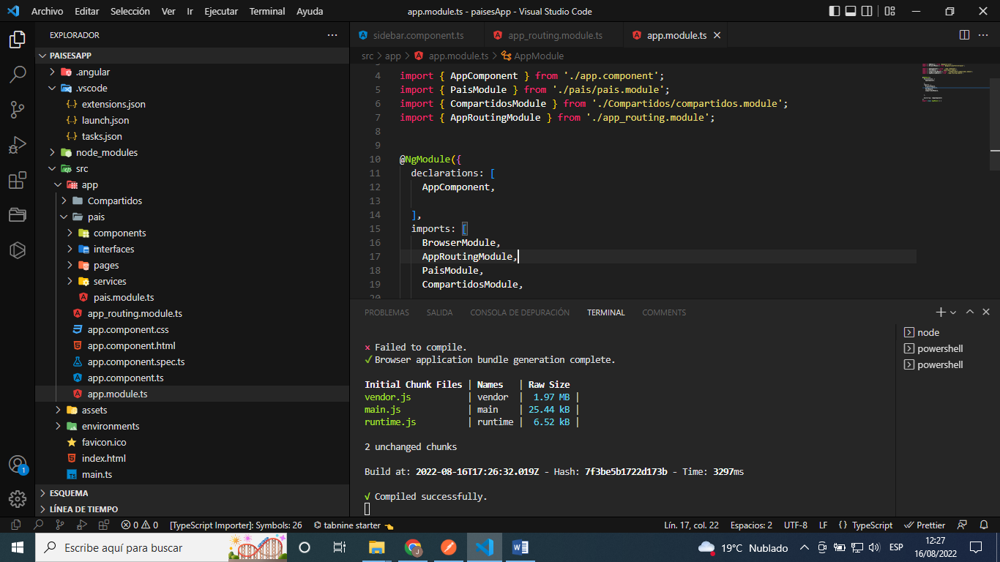 Archivo Editar Selección Ver Ir Ejecutar Terminal Ayuda
app.module.ts - paisesApp - Visual Studio Code
EXPLORADOR
PAISESAPP
.angular
.vscode
extensions.json
launch.json
tasks.json
node_modules
src
app
Compartidos
pais
components
interfaces
pages
services
pais.module.ts
app_routing.module.ts
app.component.css
app.component.html
app.component.spec.ts
app.component.ts
app.module.ts
assets
environments
favicon.ico
index.html
main.ts
ESQUEMA
LÍNEA DE TIEMPO
sidebar.component.ts app_routing.module.ts app.module.ts
src > app > app.module.ts > AppModule
4 import { AppComponent } from './app.component';
5 import { PaisModule } from './pais/pais.module';
6 import { CompartidosModule } from './Compartidos/compartidos.module';
7 import { AppRoutingModule } from './app_routing.module';
8
9
10 @NgModule({
11 declarations: [
12 AppComponent,
13
14 ],
15 imports: [
16 BrowserModule,
17 AppRoutingModule,
18 PaisModule,
19 CompartidosModule,
20
PROBLEMAS SALIDA CONSOLA DE DEPURACIÓN TERMINAL COMMENTS
× Failed to compile.
√ Browser application bundle generation complete.
Initial Chunk Files | Names | Raw Size
vendor.js | vendor | 1.97 MB |
main.js | main | 25.44 kB |
runtime.js | runtime | 6.52 kB |
2 unchanged chunks
Build at: 2022-08-16T17:26:32.019Z - Hash: 7f3be5b1722d173b - Time: 3297ms
√ Compiled successfully.
node
powershell
powershell
1
0 0 [TypeScript Importer]: Symbols: 26 tabnine starter
Lín. 17, col. 22 Espacios: 2 UTF-8 LF { } TypeScript Prettier
Escribe aquí para buscar
19°C Nublado ESP
12:27
16/08/2022